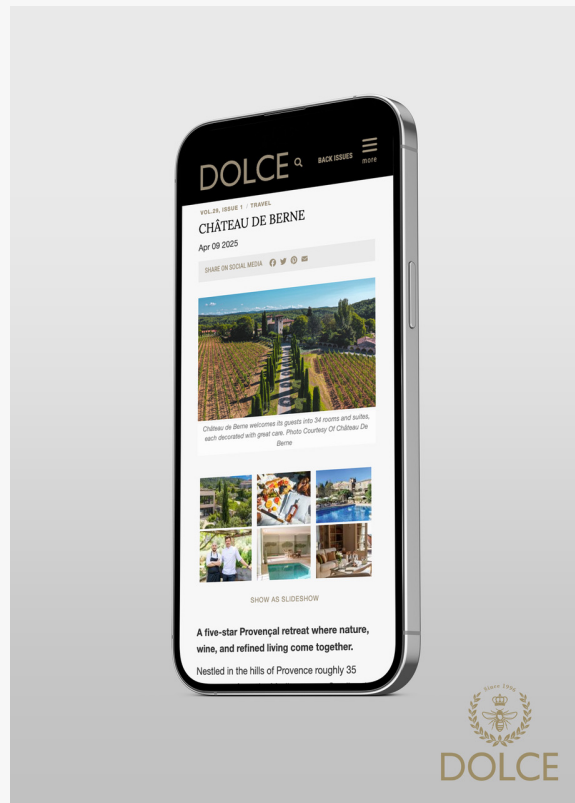 DOLCE
BACK ISSUES
more
VOL.29, ISSUE 1 / TRAVEL
CHÂTEAU DE BERNE
Apr 09 2025
SHARE ON SOCIAL MEDIA
Château de Berne welcomes its guests into 34 rooms and suites,
each decorated with great care. Photo Courtesy Of Château De
Berne
SHOW AS SLIDESHOW
A five-star Provençal retreat where nature,
wine, and refined living come together.
Nestled in the hills of Provence roughly 35
Since 1996
DOLCE